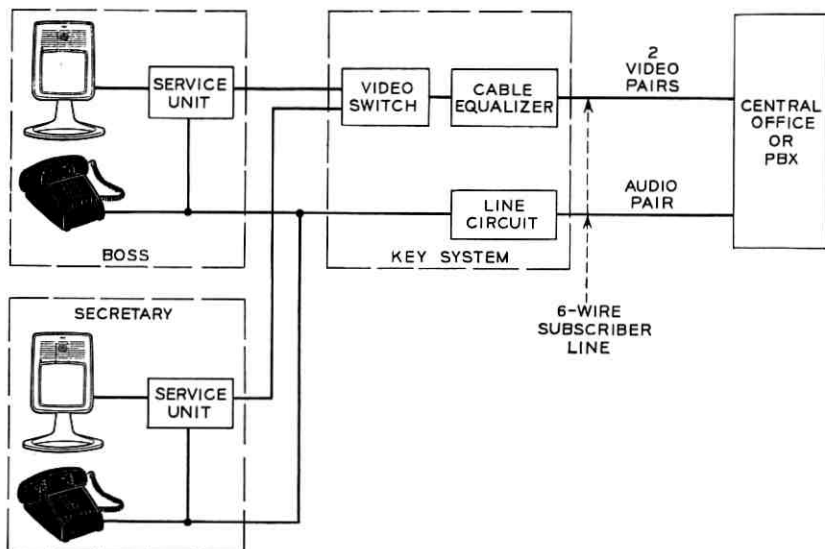 SERVICE
UNIT
BOSS
VIDEO
SWITCH
CABLE
EQUALIZER
LINE
CIRCUIT
KEY SYSTEM
2
VIDEO
PAIRS
AUDIO
PAIR
6-WIRE
SUBSCRIBER
LINE
CENTRAL
OFFICE
OR
PBX
SECRETARY
SERVICE
UNIT